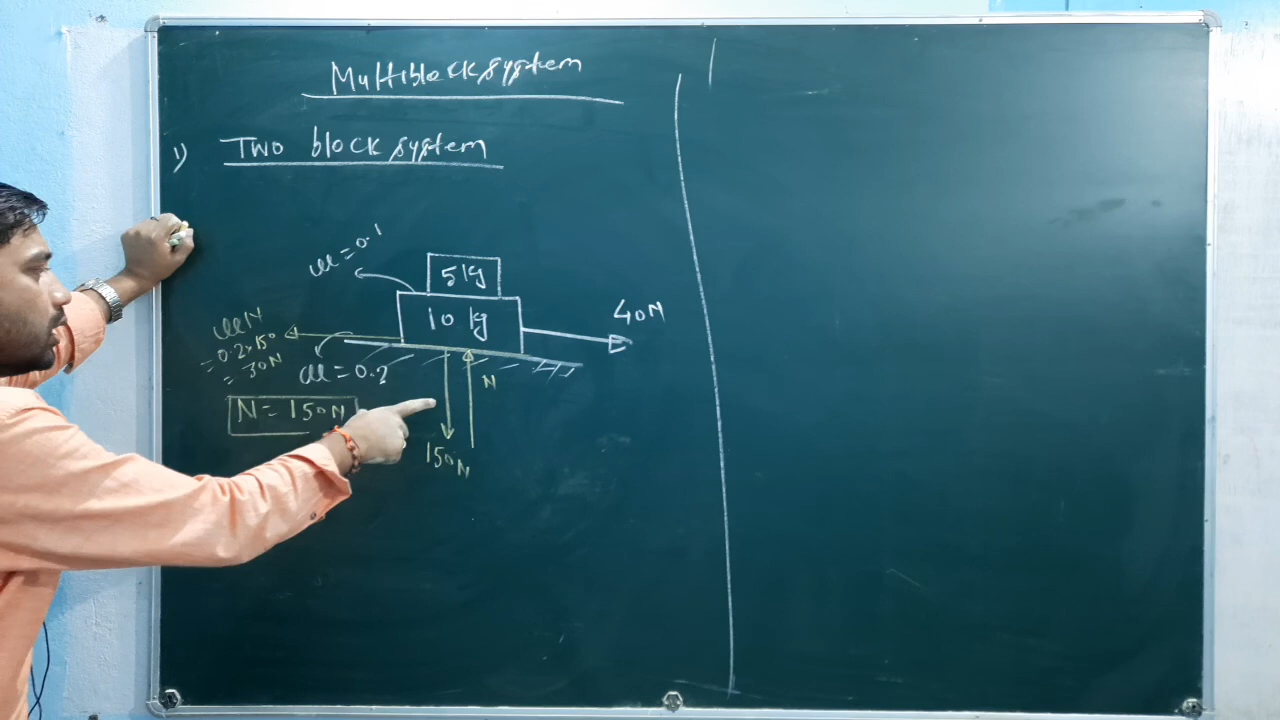 Multiblock system
1) Two block system
μ = 0.1
5 kg
10 kg
40N
μN
= 0.2×150
= 30N
μ = 0.2
N
N = 150N
150N